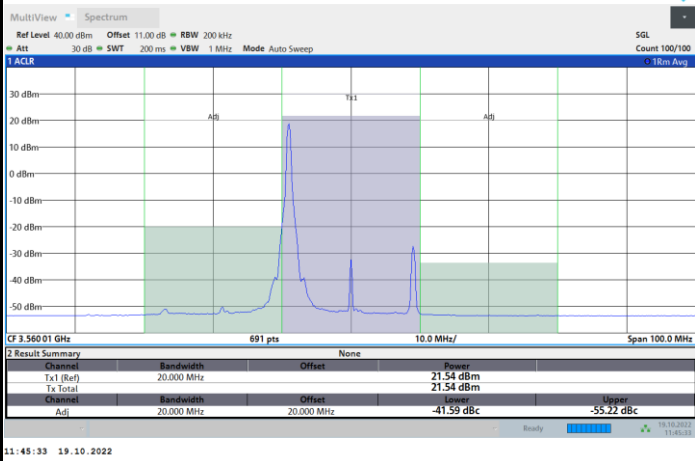 MultiView Spectrum
Ref Level 40.00 dBm Offset 11.00 dB RBW 200 kHz SGL
Att 30 dB SWT 200 ms VBW 1 MHz Mode Auto Sweep Count 100/100
1 ACLR 1Rm Avg
30 dBm
Tx1
20 dBm
Adj Adj
10 dBm
0 dBm
-10 dBm
-20 dBm
-30 dBm
-40 dBm
-50 dBm
CF 3.56001 GHz 691 pts 10.0 MHz/ Span 100.0 MHz
2 Result Summary None
Channel Bandwidth Offset Power
Tx1 (Ref) 20.000 MHz 21.54 dBm
Tx Total 21.54 dBm
Channel Bandwidth Offset Lower Upper
Adj 20.000 MHz 20.000 MHz -41.59 dBc -55.22 dBc
Ready 19.10.2022
11:45:33
11:45:33 19.10.2022